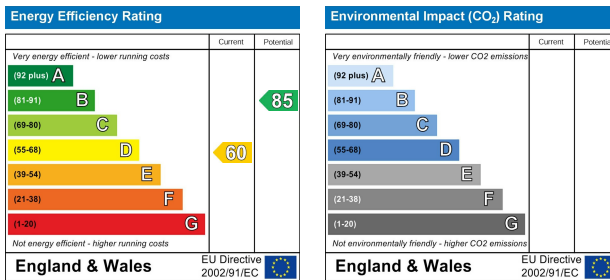 Energy Efficiency Rating
Current Potential
Very energy efficient - lower running costs
(92 plus) A
(81-91) B
85
(69-80) C
(55-68) D
60
(39-54) E
(21-38) F
(1-20) G
Not energy efficient - higher running costs
England & Wales
EU Directive
2002/91/EC
Environmental Impact (CO2) Rating
Current Potential
Very environmentally friendly - lower CO2 emissions
(92 plus) A
(81-91) B
(69-80) C
(55-68) D
(39-54) E
(21-38) F
(1-20) G
Not environmentally friendly - higher CO2 emissions
England & Wales
EU Directive
2002/91/EC